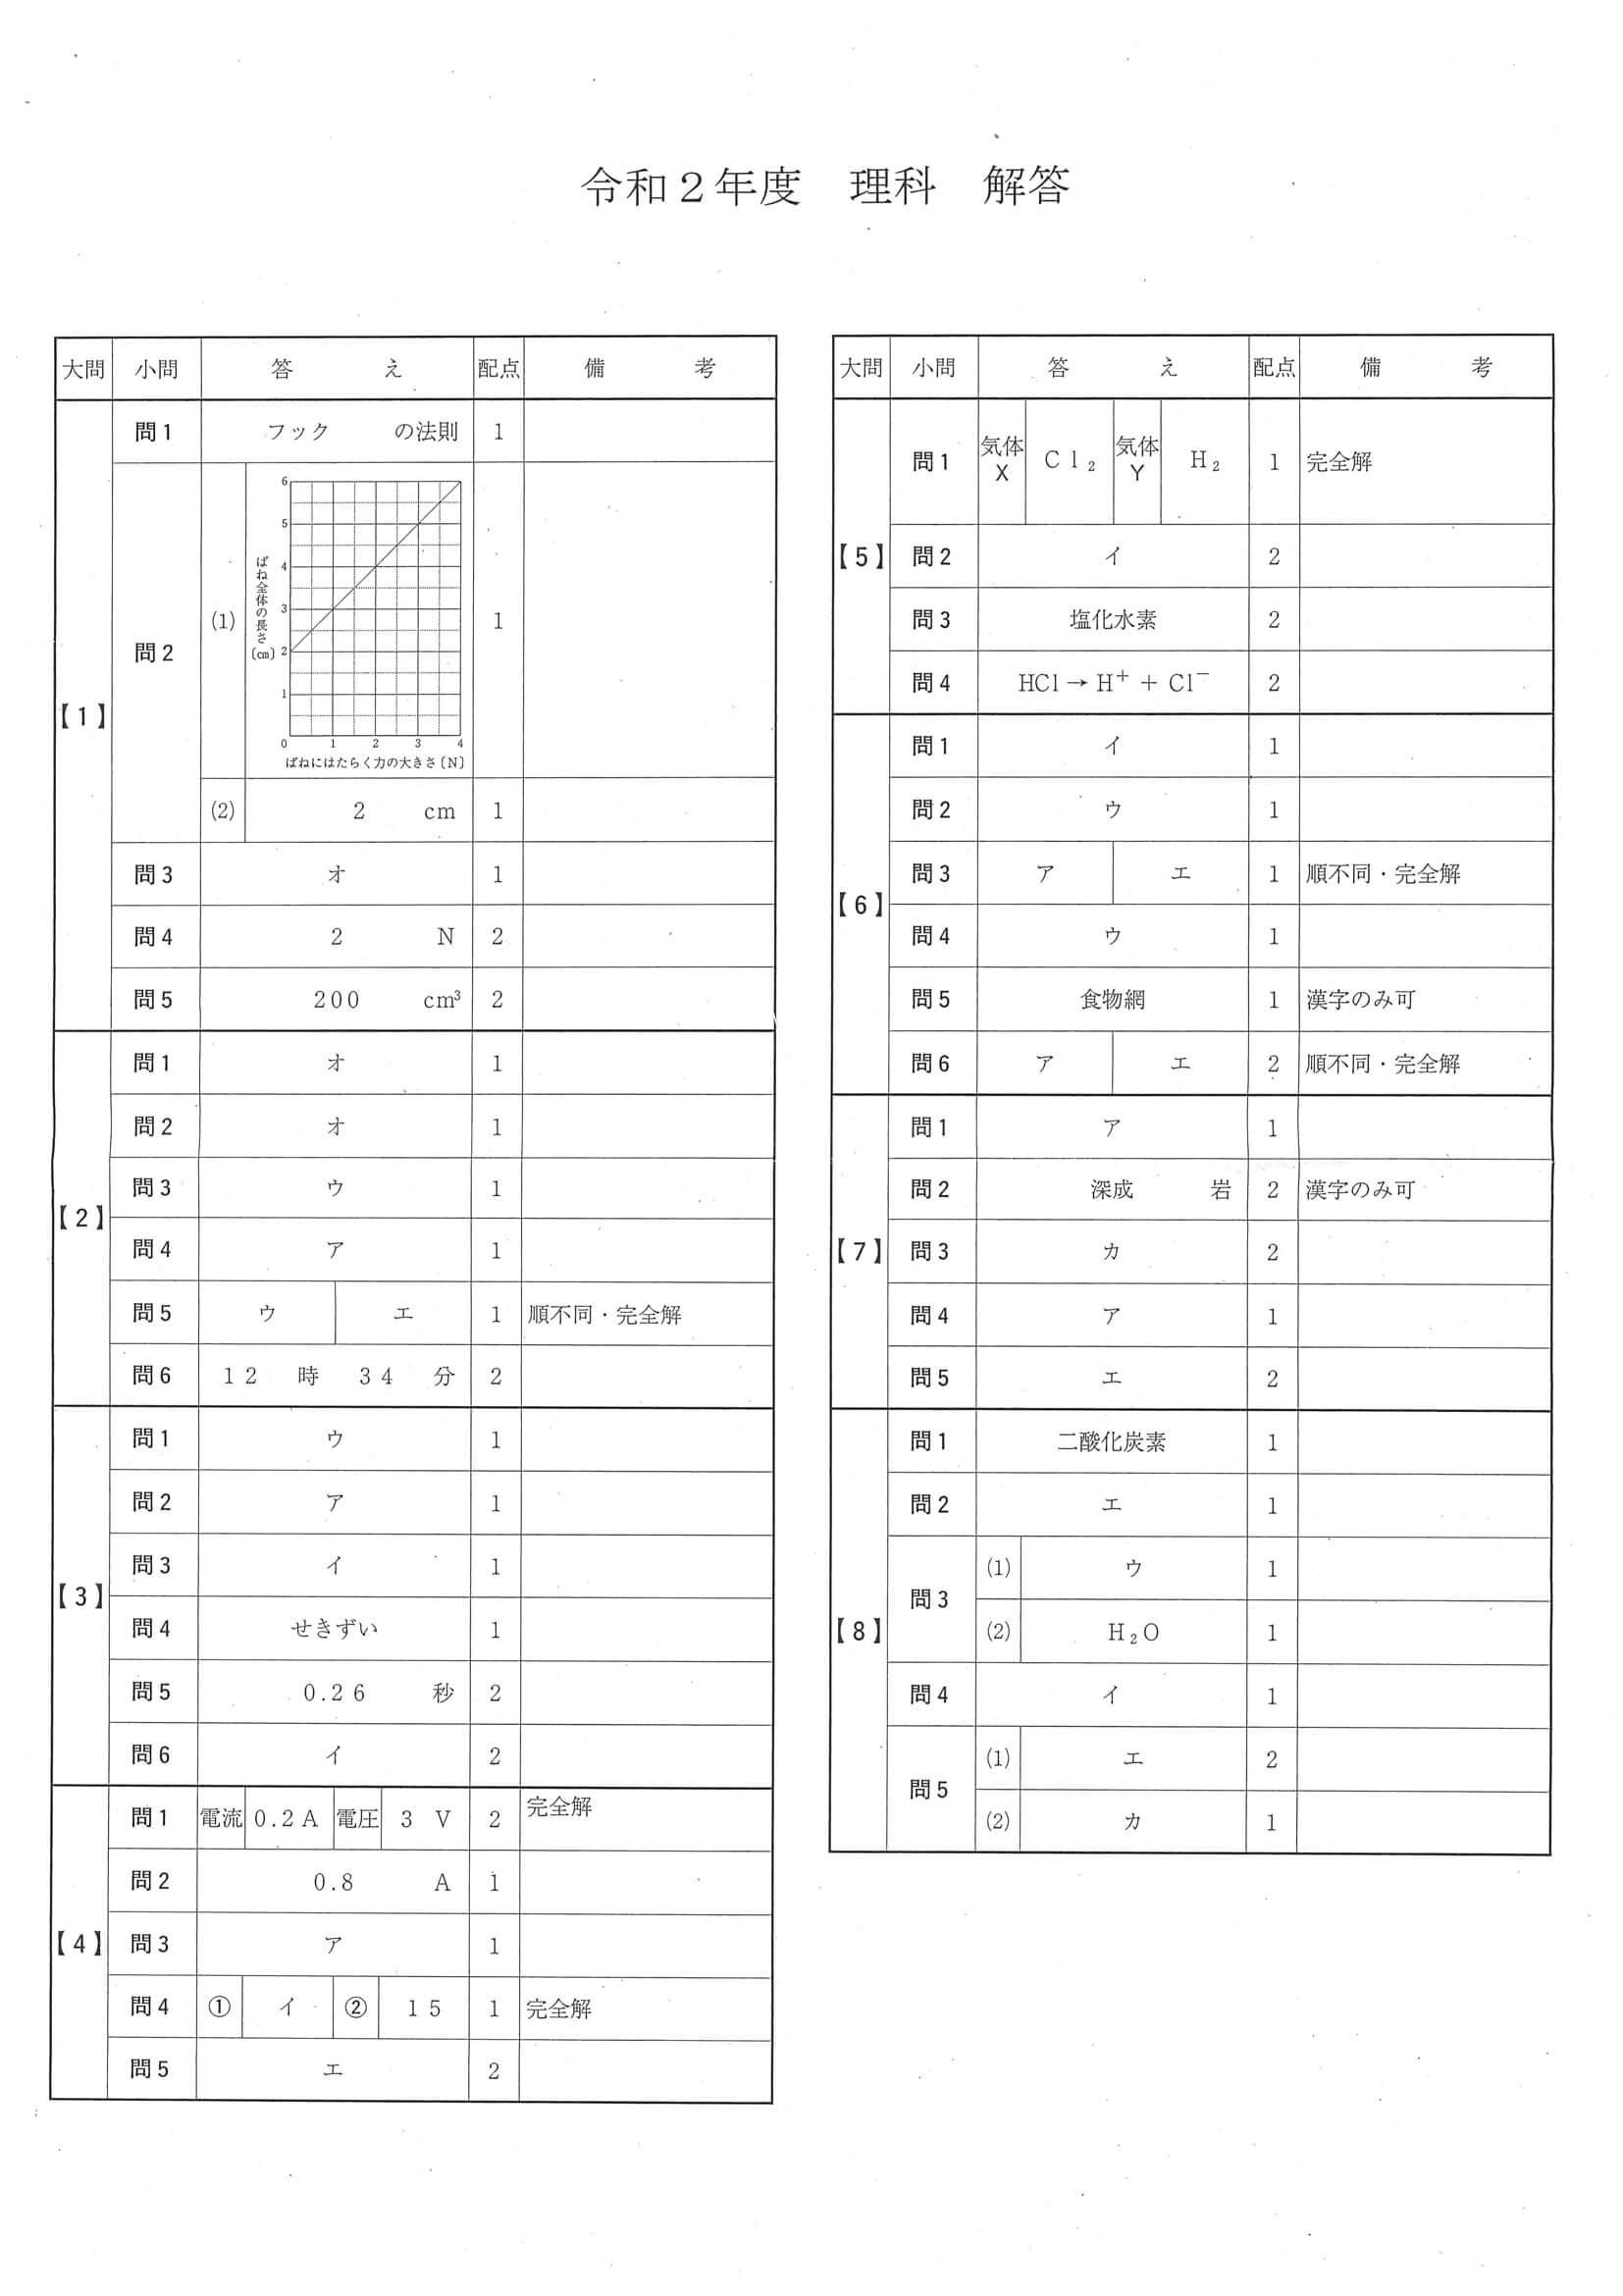 令和２年度　理科　解答
大問 小問 答え 配点 備考
【1】
問1 フック の法則 1
問2 (1) 1
6
5
4
3
2
1
0 1 2 3 4
ばね全体の長さ〔cm〕
ばねにはたらく力の大きさ〔N〕
(2) 2 cm 1
問3 オ 1
問4 2 N 2
問5 200 cm³ 2
【2】
問1 オ 1
問2 オ 1
問3 ウ 1
問4 ア 1
問5 ウ エ 1 順不同・完全解
問6 12 時 34 分 2
【3】
問1 ウ 1
問2 ア 1
問3 イ 1
問4 せきずい 1
問5 0.26 秒 2
問6 イ 2
【4】
問1 電流 0.2 A 電圧 3 V 2 完全解
問2 0.8 A 1
問3 ア 1
問4 ① イ ② 15 1 完全解
問5 エ 2
大問 小問 答え 配点 備考
【5】
問1 気体X Cl₂ 気体Y H₂ 1 完全解
問2 イ 2
問3 塩化水素 2
問4 HCl → H⁺ + Cl⁻ 2
【6】
問1 イ 1
問2 ウ 1
問3 ア エ 1 順不同・完全解
問4 ウ 1
問5 食物網 1 漢字のみ可
問6 ア エ 2 順不同・完全解
【7】
問1 ア 1
問2 深成 岩 2 漢字のみ可
問3 カ 2
問4 ア 1
問5 エ 2
【8】
問1 二酸化炭素 1
問2 エ 1
問3 (1) ウ 1
(2) H₂O 1
問4 イ 1
問5 (1) エ 2
(2) カ 1